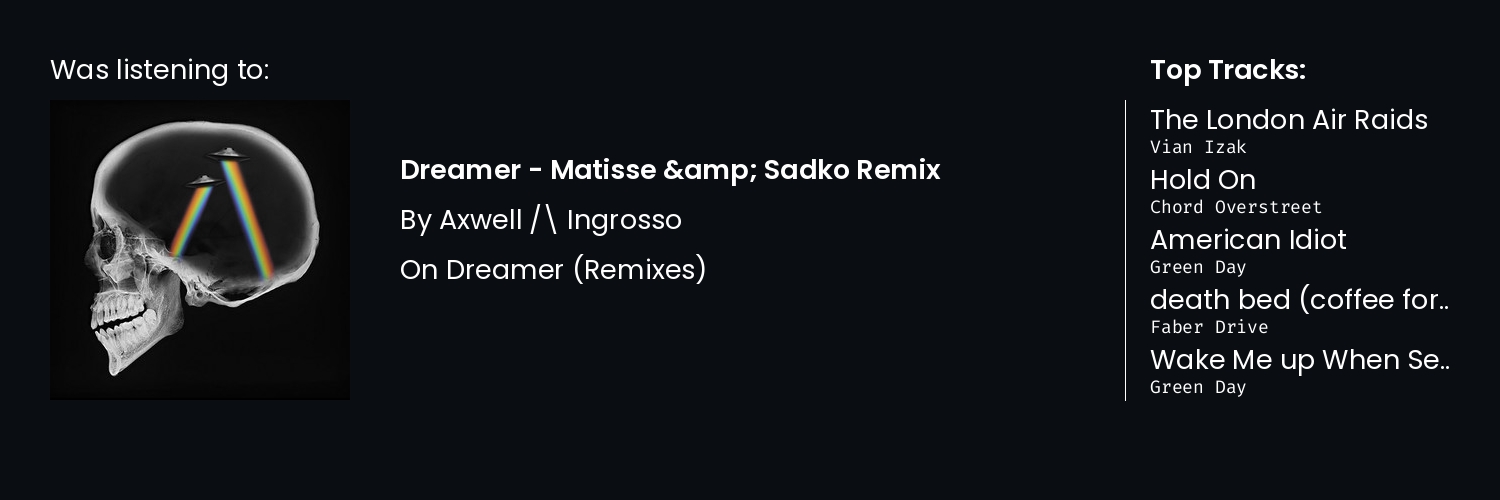 Was listening to:
Dreamer - Matisse &amp; Sadko Remix
By Axwell /\ Ingrosso
On Dreamer (Remixes)
Top Tracks:
The London Air Raids
Vian Izak
Hold On
Chord Overstreet
American Idiot
Green Day
death bed (coffee for..
Faber Drive
Wake Me up When Se..
Green Day